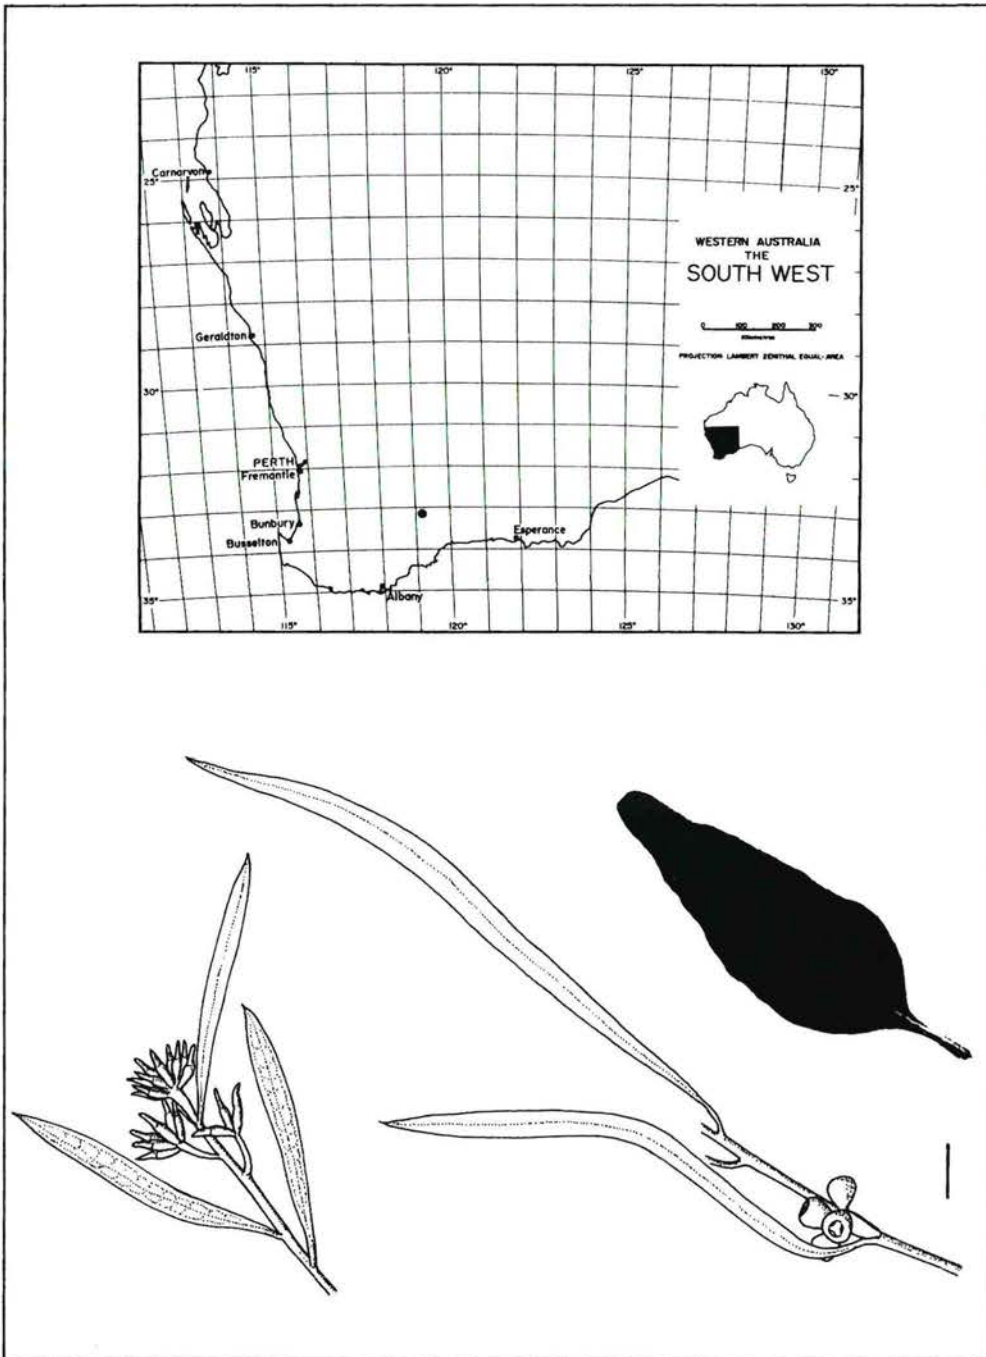 115°
120°
125°
130°
Carnarvon
25°
25°
WESTERN AUSTRALIA
THE
SOUTH WEST
0 100 200 300
Kilometres
PROJECTION LAMBERT ZENITHAL EQUAL-AREA
Geraldton
30°
30°
PERTH
Fremantle
Bunbury
Busselton
Esperance
Albany
35°
35°
115°
120°
125°
130°